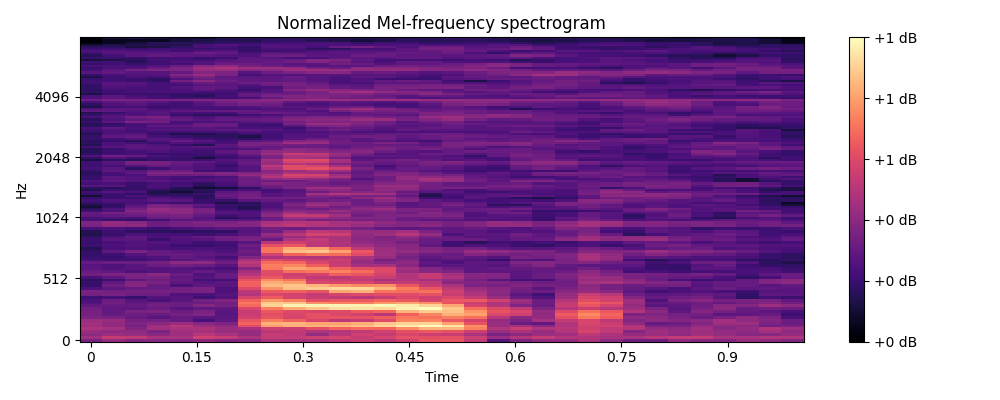 Normalized Mel-frequency spectrogram
Hz
4096
2048
1024
512
0
0 0.15 0.3 0.45 0.6 0.75 0.9
Time
+1 dB
+1 dB
+1 dB
+0 dB
+0 dB
+0 dB